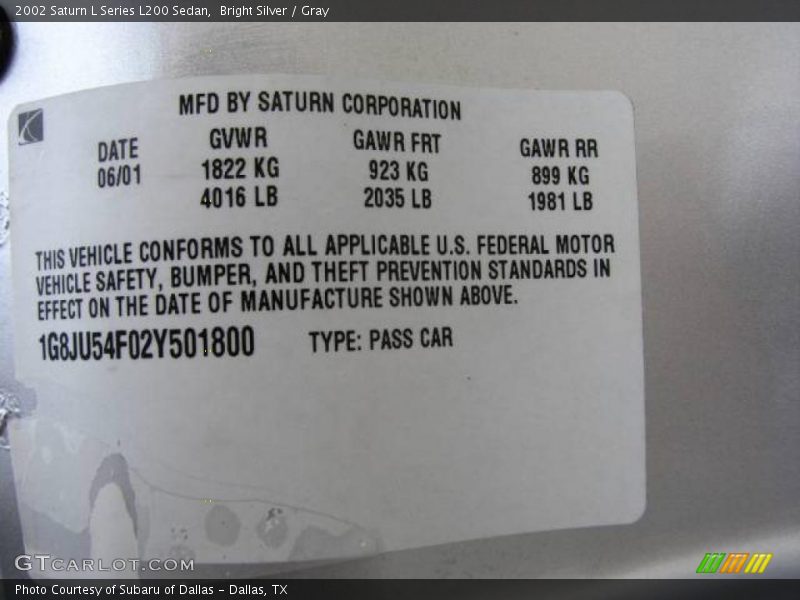 2002 Saturn L Series L200 Sedan,  Bright Silver / Gray
MFD BY SATURN CORPORATION
DATE GVWR GAWR FRT GAWR RR
06/01 1822 KG 923 KG 899 KG
4016 LB 2035 LB 1981 LB
THIS VEHICLE CONFORMS TO ALL APPLICABLE U.S. FEDERAL MOTOR
VEHICLE SAFETY, BUMPER, AND THEFT PREVENTION STANDARDS IN
EFFECT ON THE DATE OF MANUFACTURE SHOWN ABOVE.
1G8JU54F02Y501800 TYPE: PASS CAR
GTCARLOT.COM
Photo Courtesy of Subaru of Dallas - Dallas, TX